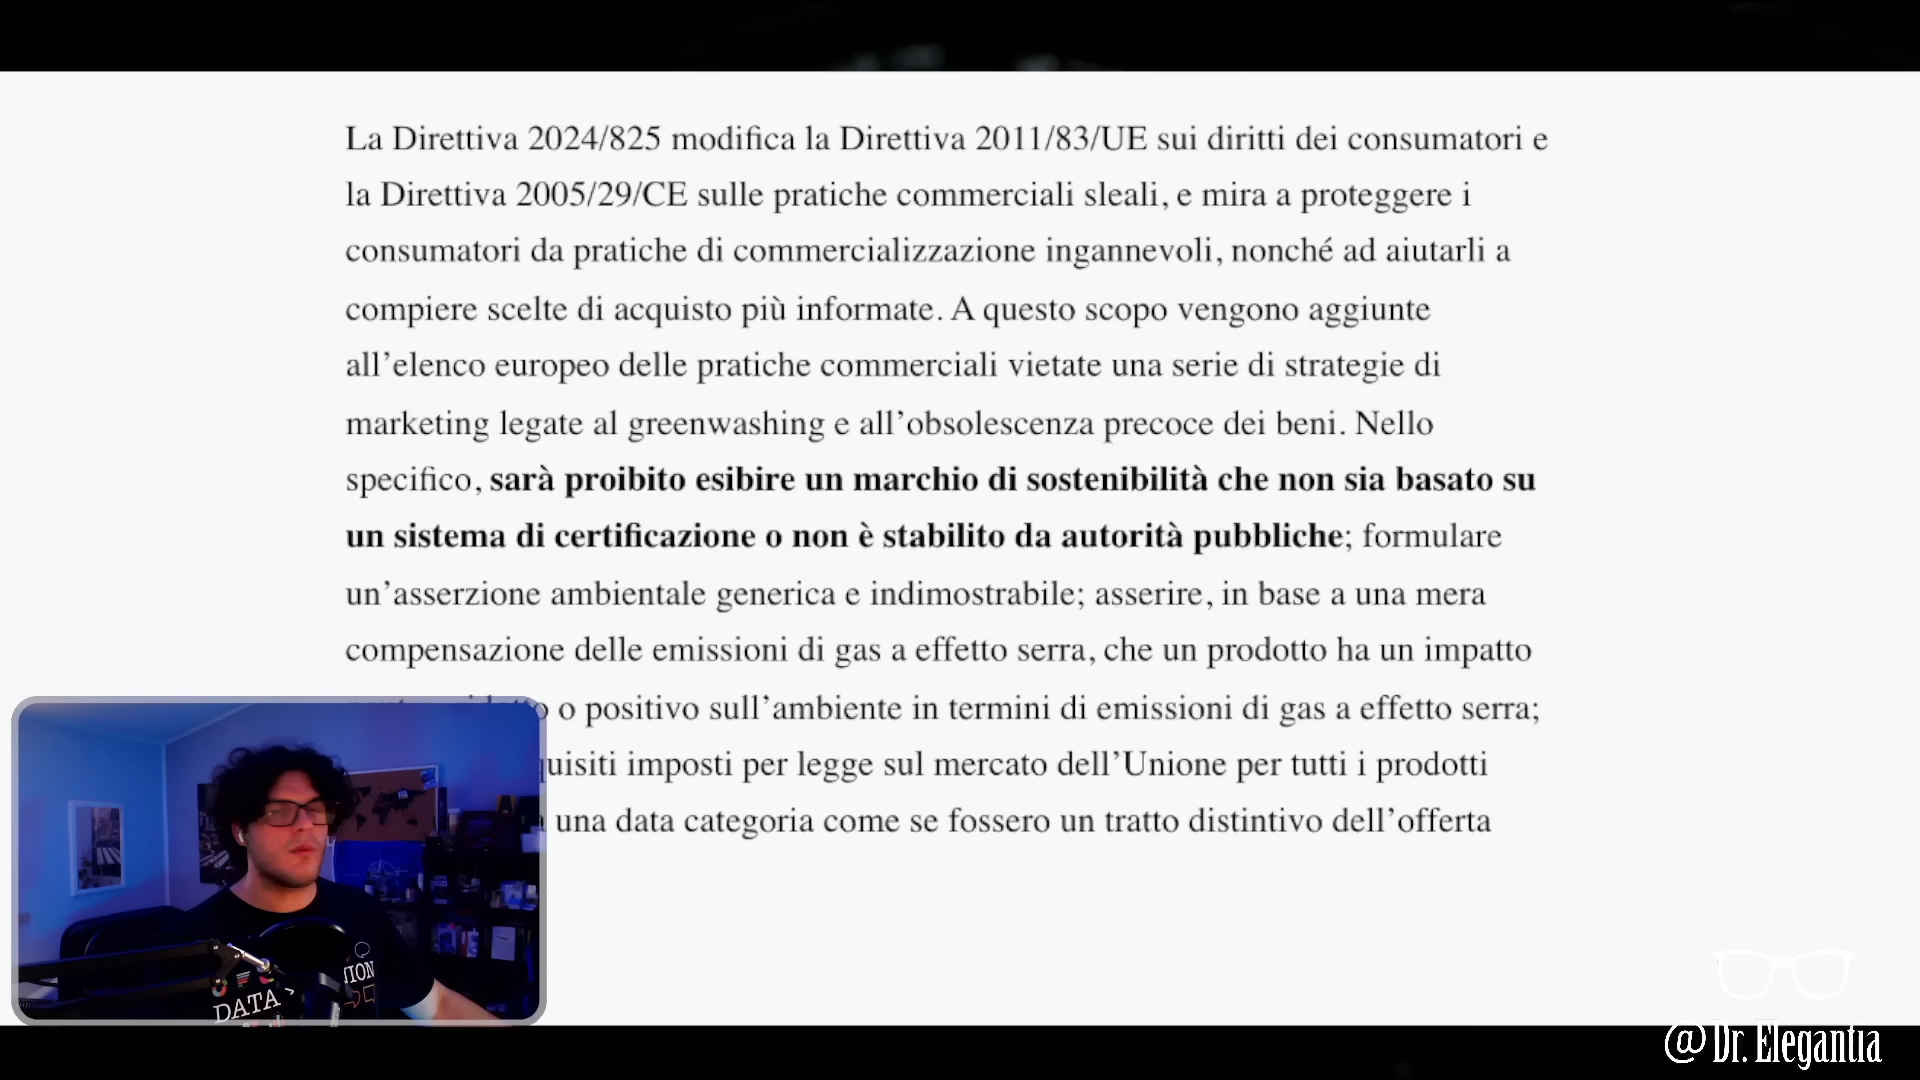 La Direttiva 2024/825 modifica la Direttiva 2011/83/UE sui diritti dei consumatori e
la Direttiva 2005/29/CE sulle pratiche commerciali sleali, e mira a proteggere i
consumatori da pratiche di commercializzazione ingannevoli, nonché ad aiutarli a
compiere scelte di acquisto più informate. A questo scopo vengono aggiunte
all’elenco europeo delle pratiche commerciali vietate una serie di strategie di
marketing legate al greenwashing e all’obsolescenza precoce dei beni. Nello
specifico, sarà proibito esibire un marchio di sostenibilità che non sia basato su
un sistema di certificazione o non è stabilito da autorità pubbliche; formulare
un’asserzione ambientale generica e indimostrabile; asserire, in base a una mera
compensazione delle emissioni di gas a effetto serra, che un prodotto ha un impatto
o positivo sull’ambiente in termini di emissioni di gas a effetto serra;
imposti per legge sul mercato dell’Unione per tutti i prodotti
una data categoria come se fossero un tratto distintivo dell’offerta
DATA >
@Dr. Elegantia